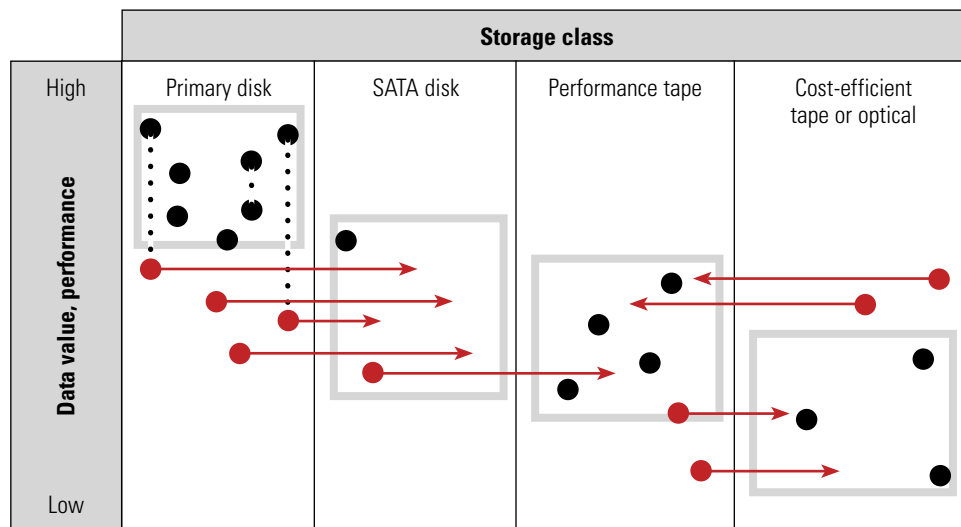 Storage class
High
Primary disk
SATA disk
Performance tape
Cost-efficient
tape or optical
Data value, performance
Low